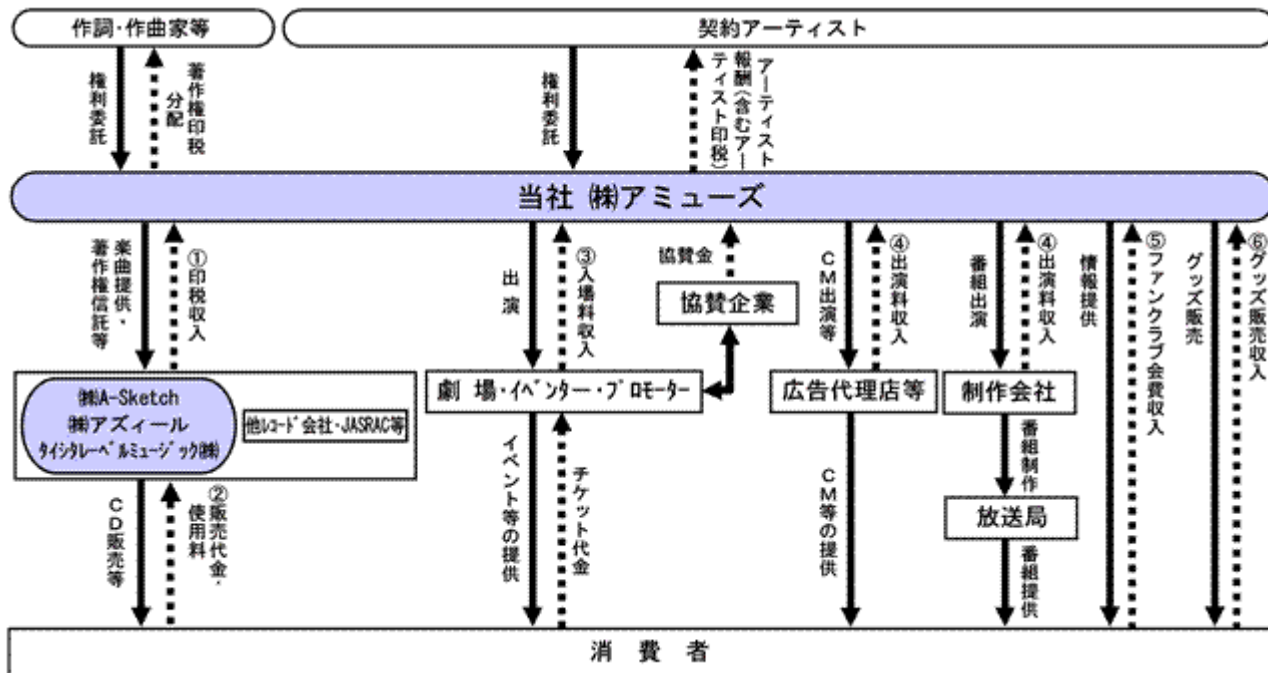 作詞・作曲家等
契約アーティスト
権利委託
著作権印税
分配
権利委託
アーティスト
報酬(含むアー
ティスト印税)
当社 ㈱アミューズ
楽曲提供・
著作権信託等
①印税収入
出演
③入場料収入
協賛金
協賛企業
CM出演等
④出演料収入
番組出演
④出演料収入
情報提供
⑤ファンクラブ会費収入
グッズ販売
⑥グッズ販売収入
㈱A-Sketch
㈱アズィール
タイシタレーベルミュージック㈱
他レコード会社・JASRAC等
劇 場・イベンター・プロモーター
広告代理店等
制作会社
番組制作
放送局
CD販売等
②販売代金・
使用料
イベント等の提供
チケット代金
CM等の提供
番組提供
消 費 者